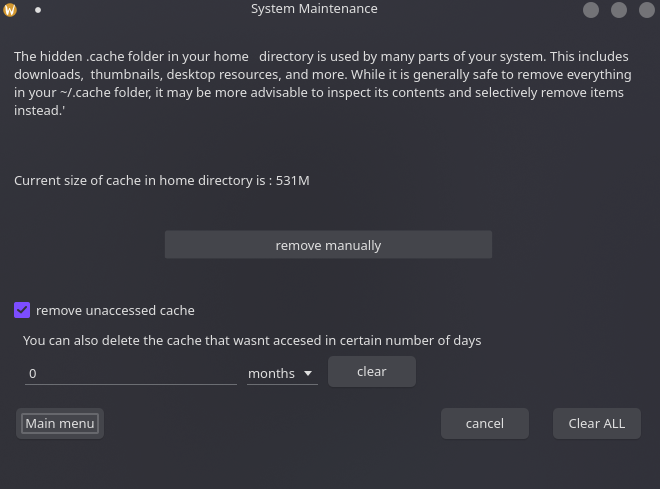 System Maintenance
The hidden .cache folder in your home   directory is used by many parts of your system. This includes
downloads,  thumbnails, desktop resources, and more. While it is generally safe to remove everything
in your ~/.cache folder, it may be more advisable to inspect its contents and selectively remove items
instead.'
Current size of cache in home directory is : 531M
remove manually
remove unaccessed cache
You can also delete the cache that wasnt accesed in certain number of days
0 months clear
Main menu cancel Clear ALL